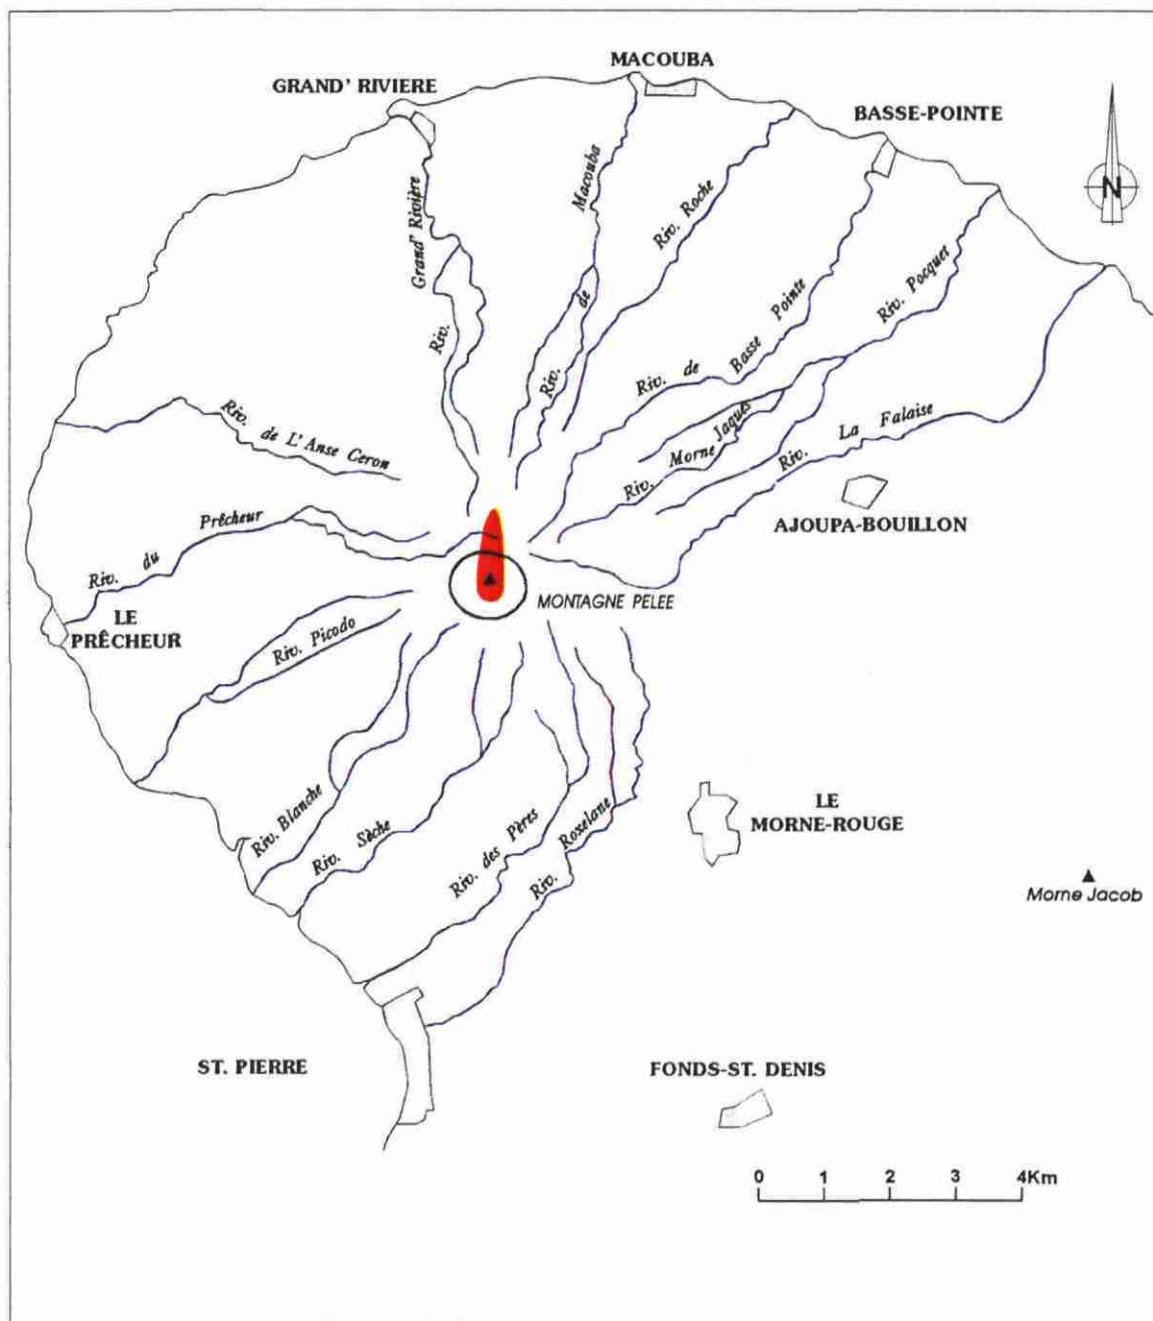 MACOUBA
GRAND' RIVIERE
BASSE-POINTE
N
Riv. Grand' Rivière
Riv. de Macouba
Riv. Roche
Riv. de Basse Pointe
Riv. Pocquet
Riv. Morne Jaques
Riv. La Falaise
Riv. de L'Anse Ceron
AJOUPA-BOUILLON
Riv. du Prêcheur
MONTAGNE PELEE
LE
PRÊCHEUR
Riv. Picodo
Riv. Blanche
Riv. Sèche
Riv. des Pères
Riv. Roxelane
LE
MORNE-ROUGE
Morne Jacob
ST. PIERRE
FONDS-ST. DENIS
0 1 2 3 4Km